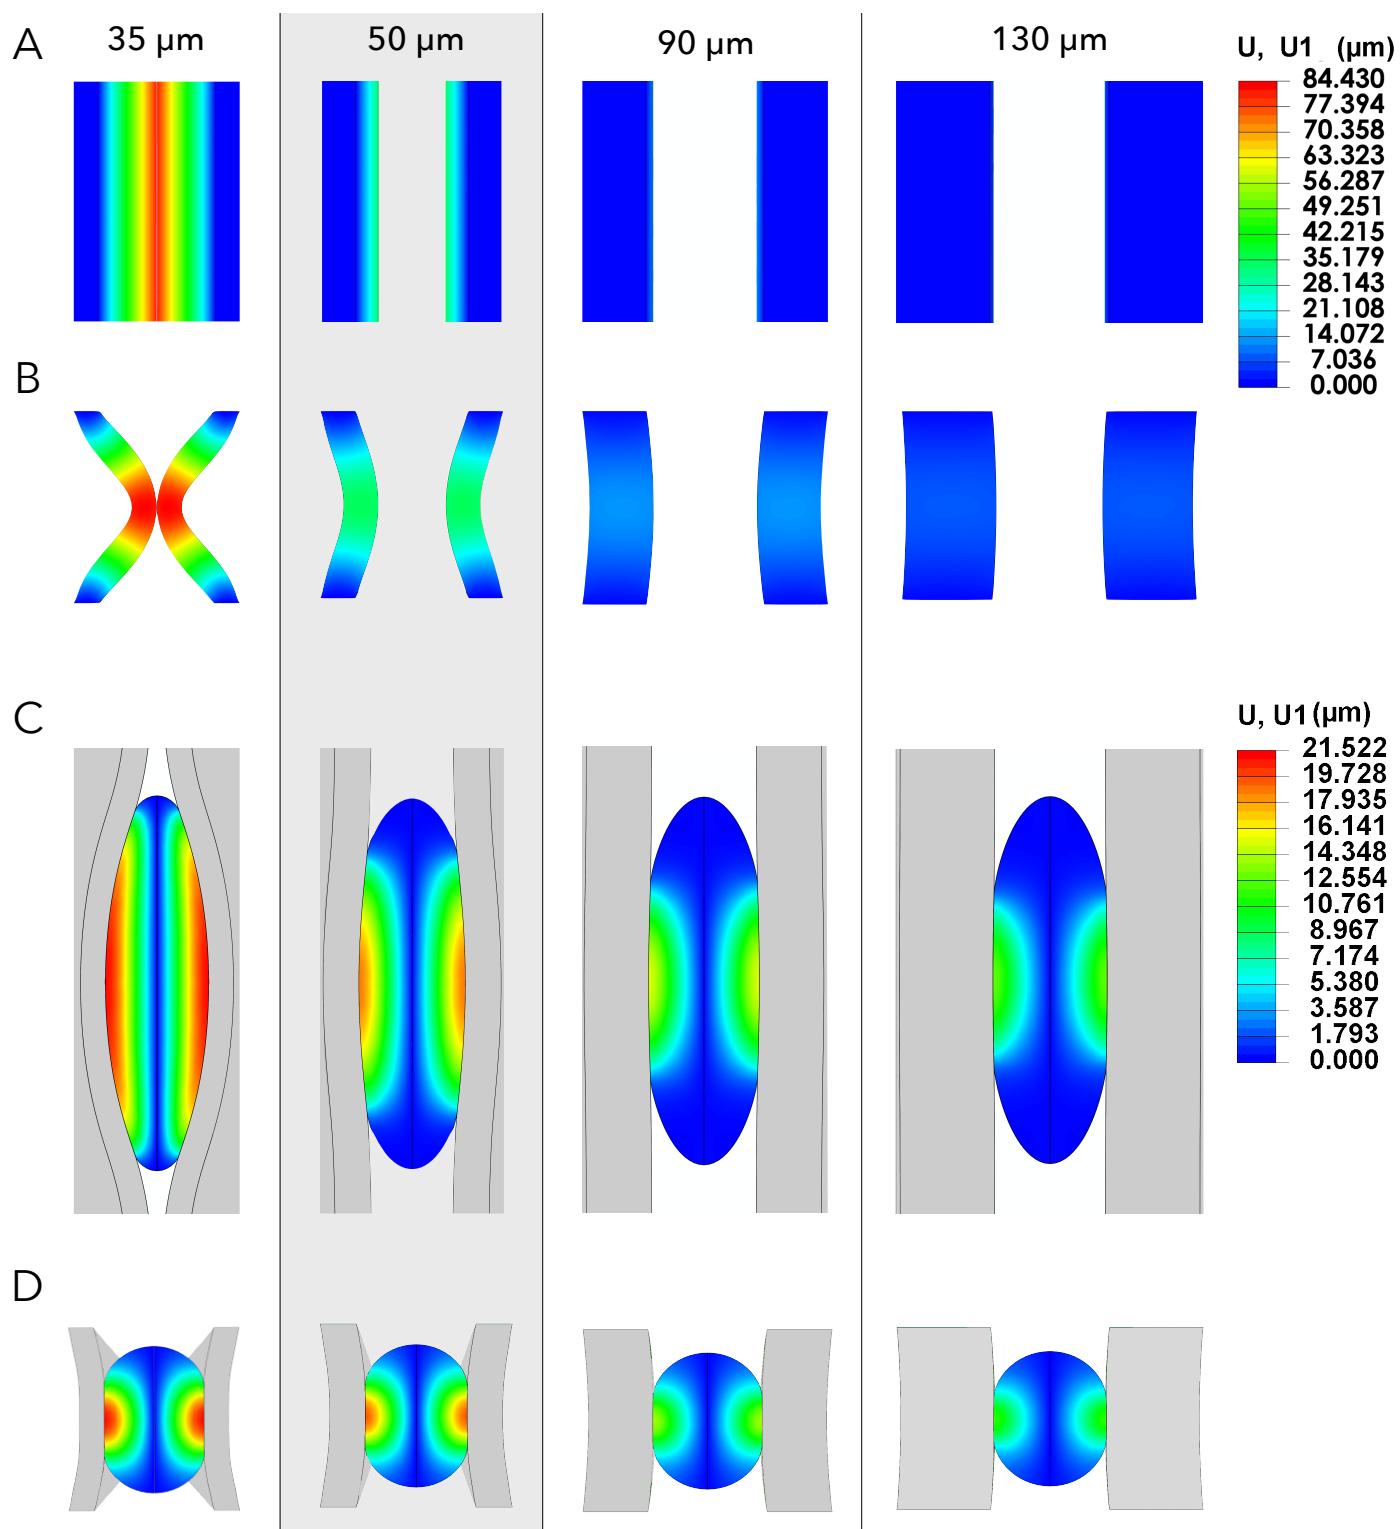 A
35 µm
50 µm
90 µm
130 µm
U, U1 (µm)
84.430
77.394
70.358
63.323
56.287
49.251
42.215
35.179
28.143
21.108
14.072
7.036
0.000
B
C
U, U1 (µm)
21.522
19.728
17.935
16.141
14.348
12.554
10.761
8.967
7.174
5.380
3.587
1.793
0.000
D